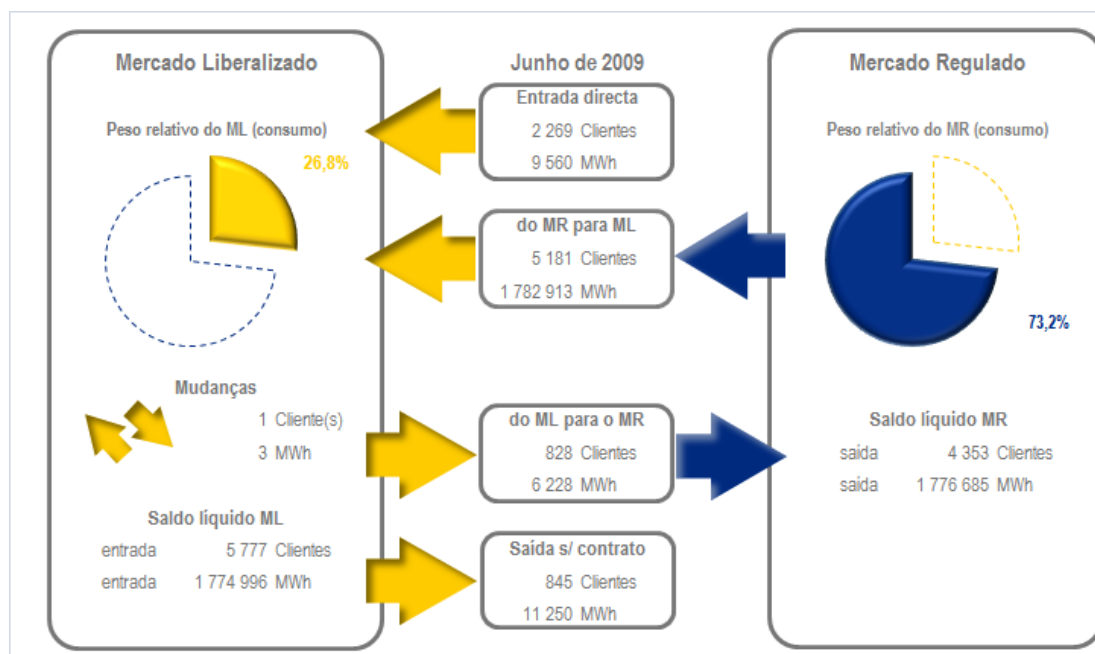 Mercado Liberalizado
Peso relativo do ML (consumo)
26,8%
Mudanças
1 Cliente(s)
3 MWh
Saldo líquido ML
entrada 5 777 Clientes
entrada 1 774 996 MWh
Junho de 2009
Entrada directa
2 269 Clientes
9 560 MWh
do MR para ML
5 181 Clientes
1 782 913 MWh
do ML para o MR
828 Clientes
6 228 MWh
Saída s/ contrato
845 Clientes
11 250 MWh
Mercado Regulado
Peso relativo do MR (consumo)
73,2%
Saldo líquido MR
saída 4 353 Clientes
saída 1 776 685 MWh